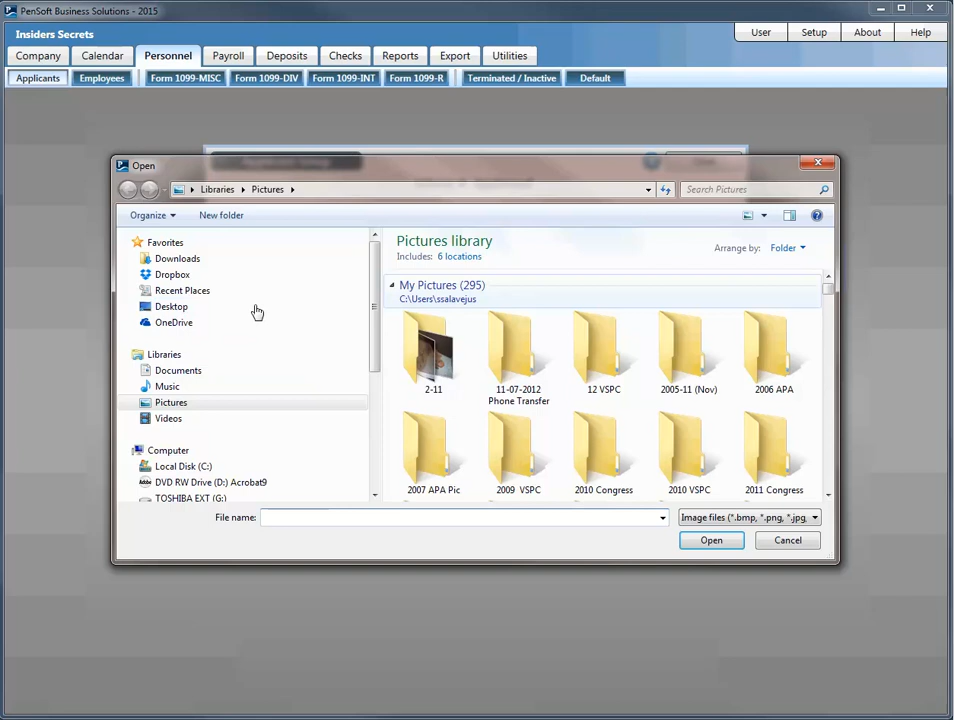 PenSoft Business Solutions - 2015
Insiders Secrets
User Setup About Help
Company Calendar Personnel Payroll Deposits Checks Reports Export Utilities
Applicants Employees Form 1099-MISC Form 1099-DIV Form 1099-INT Form 1099-R Terminated / Inactive Default
Open
Libraries Pictures
Search Pictures
Organize New folder
Favorites
Downloads
Dropbox
Recent Places
Desktop
OneDrive
Libraries
Documents
Music
Pictures
Videos
Computer
Local Disk (C:)
DVD RW Drive (D:) Acrobat9
TOSHIBA EXT (G:)
Pictures library
Includes: 6 locations
Arrange by: Folder
My Pictures (295)
C:\Users\ssalavejus
2-11
11-07-2012 Phone Transfer
12 VSPC
2005-11 (Nov)
2006 APA
2007 APA Pic
2009 VSPC
2010 Congress
2010 VSPC
2011 Congress
File name:
Image files (*.bmp, *.png, *.jpg,
Open Cancel